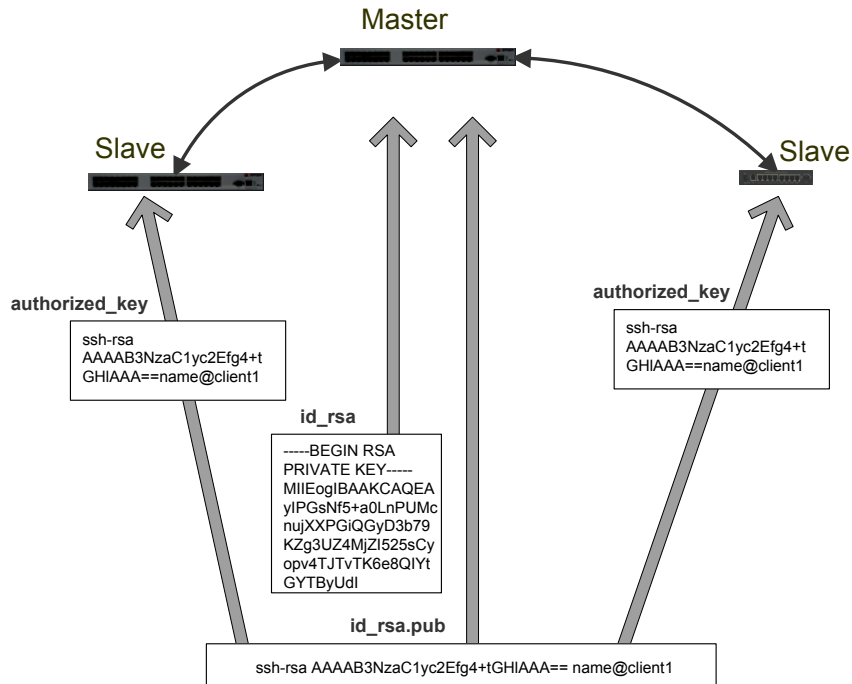 Master
Slave
Slave
authorized_key
ssh-rsa
AAAAB3NzaC1yc2Efg4+t
GHIAAA==name@client1
authorized_key
ssh-rsa
AAAAB3NzaC1yc2Efg4+t
GHIAAA==name@client1
id_rsa
-----BEGIN RSA
PRIVATE KEY-----
MIIEogIBAAKCAQEA
yIPGsNf5+a0LnPUMc
nujXXPGiQGyD3b79
KZg3UZ4MjZI525sCy
opv4TJTvTK6e8QIYt
GYTByUdI
id_rsa.pub
ssh-rsa AAAAB3NzaC1yc2Efg4+tGHIAAA== name@client1